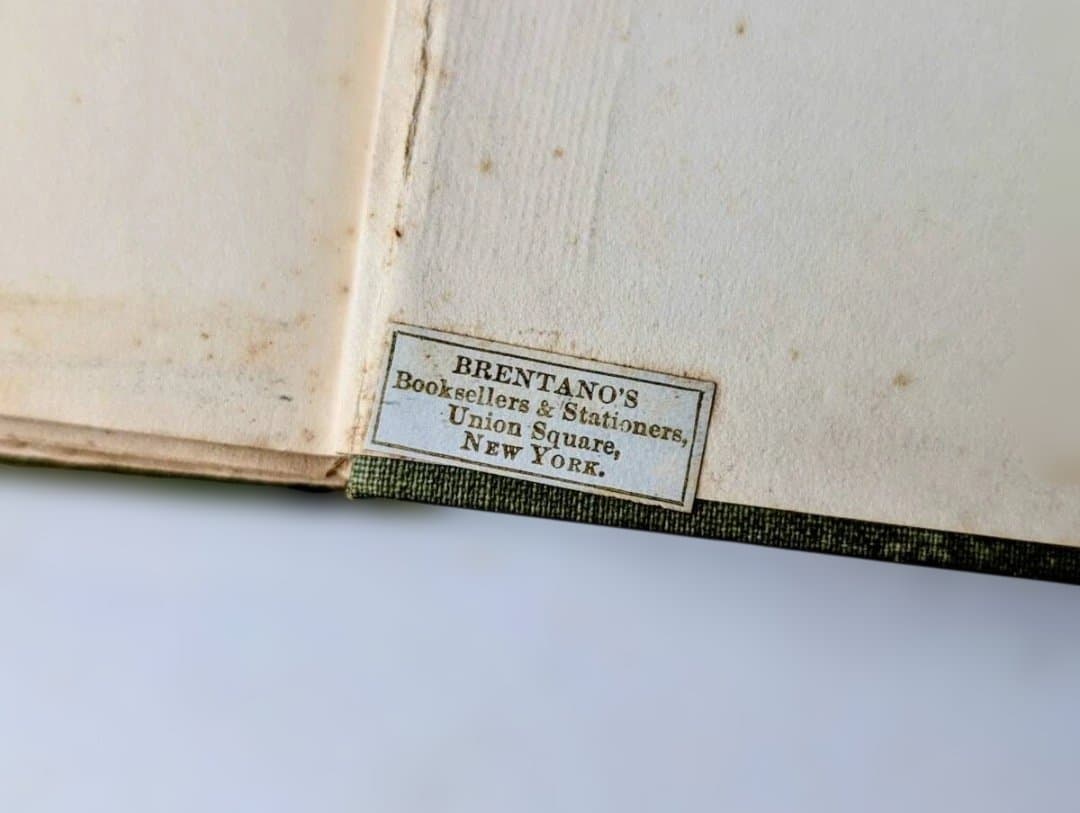 BRENTANO'S
Booksellers & Stationers,
Union Square,
NEW YORK.